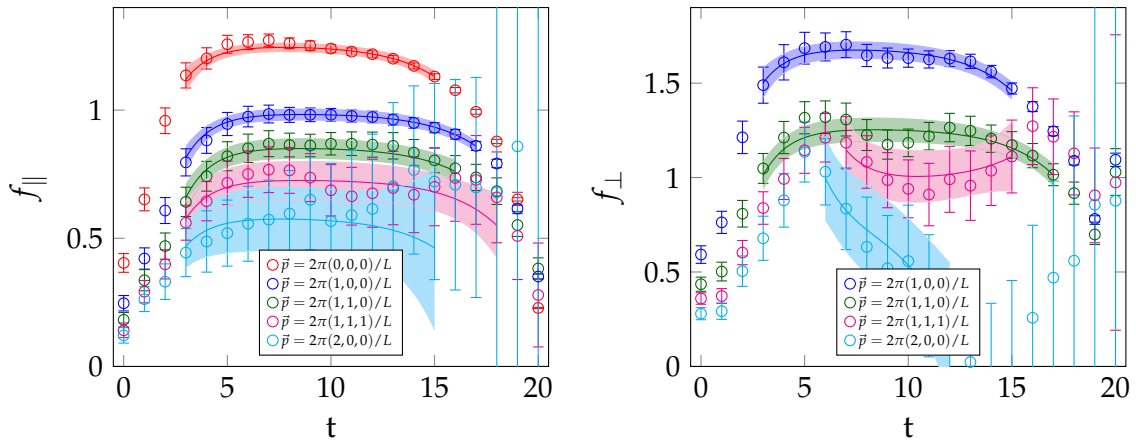 f∥
1
0.5
0
0 5 10 15 20
t
p⃗ = 2π(0,0,0)/L
p⃗ = 2π(1,0,0)/L
p⃗ = 2π(1,1,0)/L
p⃗ = 2π(1,1,1)/L
p⃗ = 2π(2,0,0)/L
f⊥
1.5
1
0.5
0
0 5 10 15 20
t
p⃗ = 2π(1,0,0)/L
p⃗ = 2π(1,1,0)/L
p⃗ = 2π(1,1,1)/L
p⃗ = 2π(2,0,0)/L